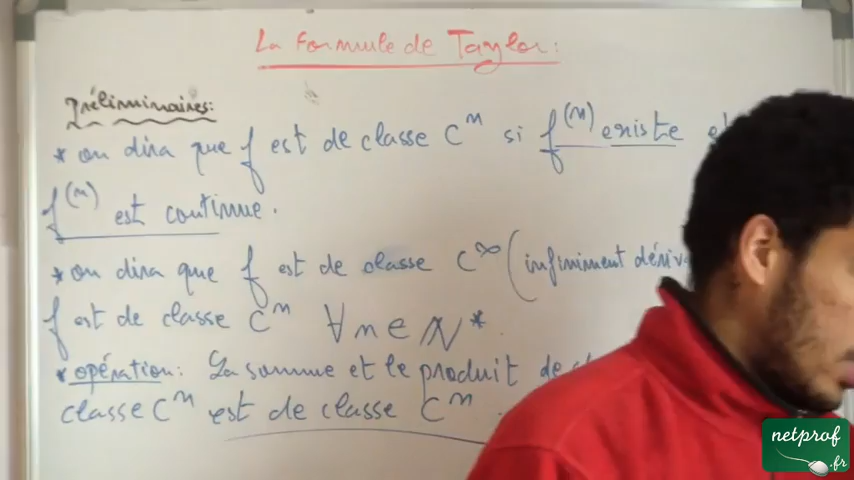 La Formule de Taylor:
Préliminaires:
* on dira que f est de classe Cⁿ si f⁽ⁿ⁾ existe
f⁽ⁿ⁾ est continue.
* on dira que f est de classe C^∞ (infiniment dériv
f est de classe Cⁿ ∀n∈ℕ*
* opération: La somme et le produit de
classe Cⁿ est de classe Cⁿ.
netprof
.fr